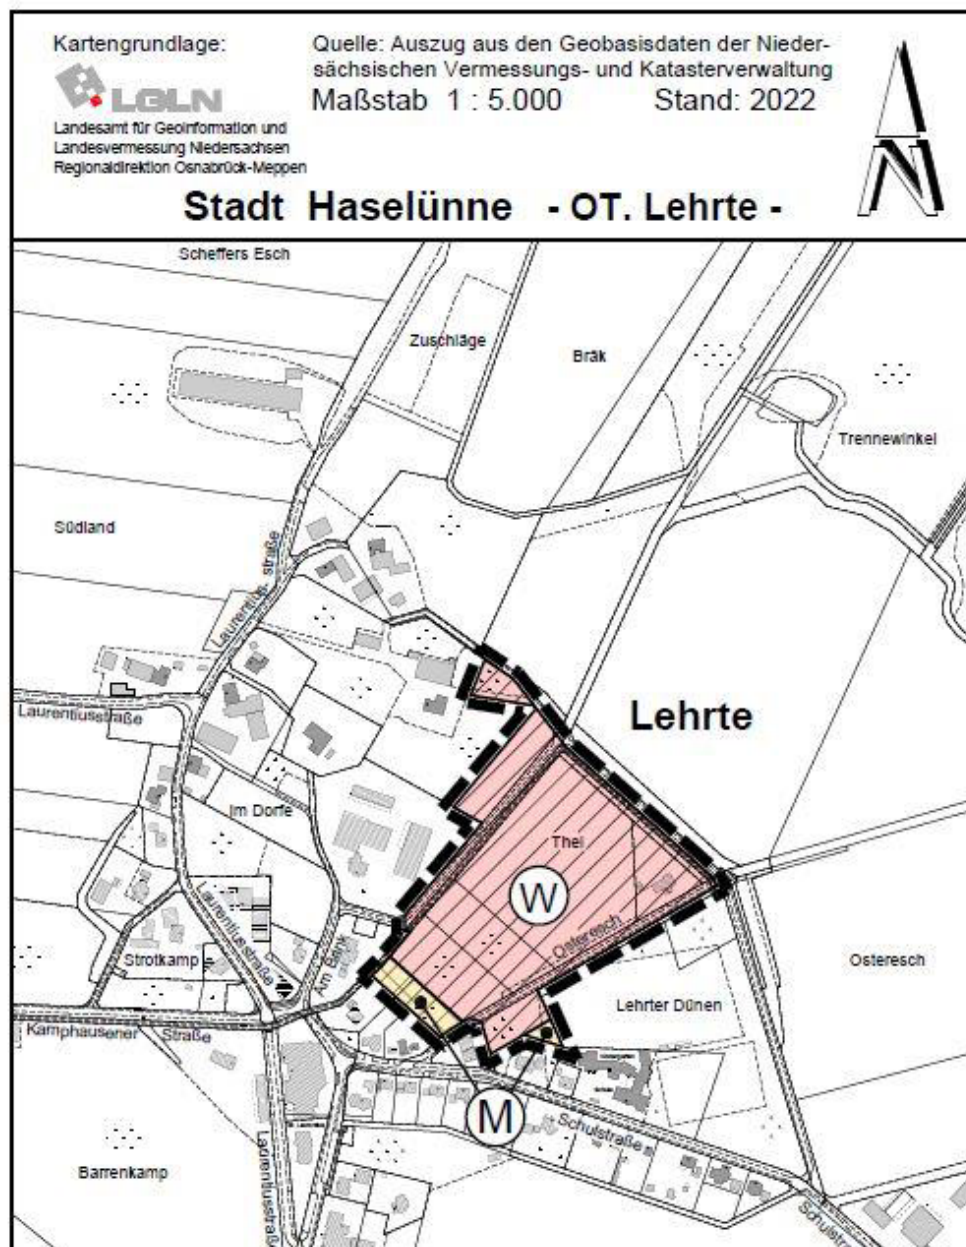 Kartengrundlage:
LGLN
Landesamt für Geoinformation und
Landesvermessung Niedersachsen
Regionaldirektion Osnabrück-Meppen
Quelle: Auszug aus den Geobasisdaten der Nieder-
sächsischen Vermessungs- und Katasterverwaltung
Maßstab 1 : 5.000 Stand: 2022
N
Stadt Haselünne - OT. Lehrte -
Scheffers Esch
Zuschläge
Bräk
Trennewinkel
Südland
Laurentius- straße
Laurentiusstraße
Lehrte
Im Dorfe
Thei
W
Laurentiusstraße
Osteresch
Strotkamp
Am Bänk
Osteresch
Lehrter Dünen
Kamphausener Straße
M
Schulstraße
Barrenkamp
Laurentiusstraße
Schulstra